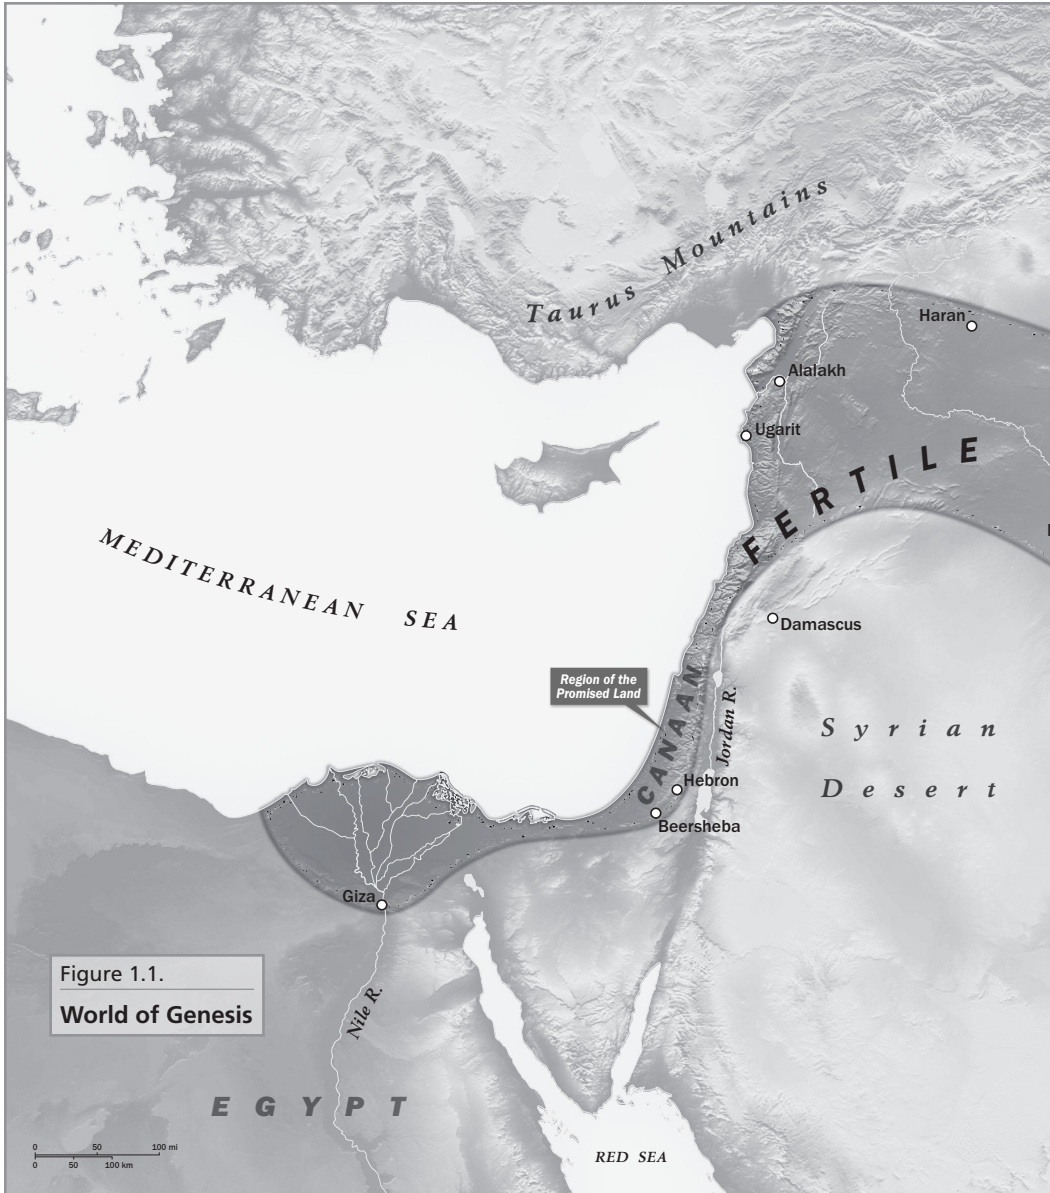 Taurus Mountains
Haran
Alalakh
Ugarit
FERTILE
MEDITERRANEAN SEA
Damascus
Region of the
Promised Land
CANAAN
Jordan R.
Syrian
Desert
Hebron
Beersheba
Giza
Figure 1.1.
World of Genesis
Nile R.
EGYPT
0 50 100 mi
0 50 100 km
RED SEA